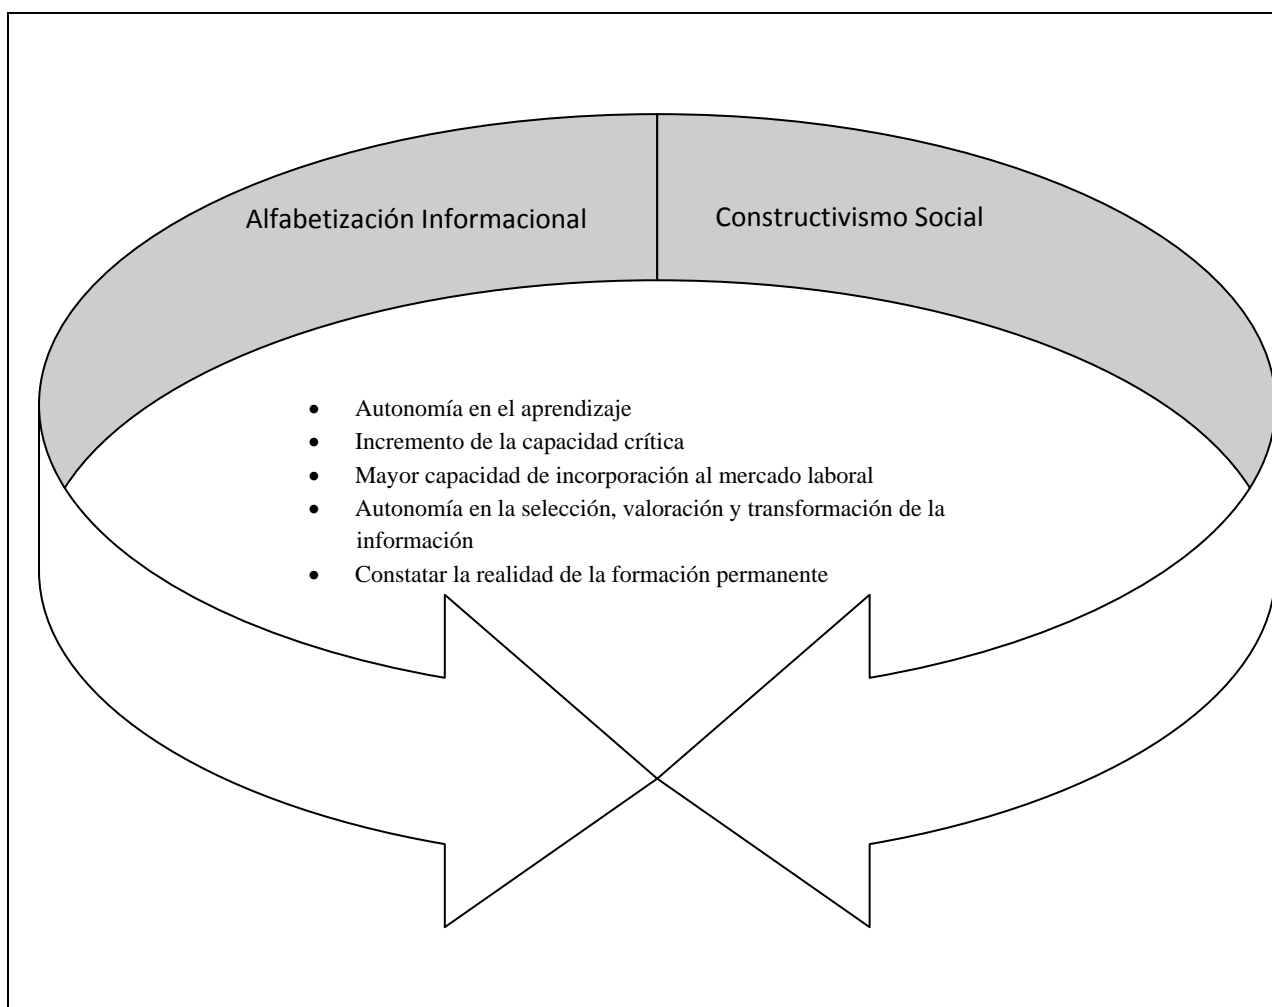 Alfabetización Informacional
Constructivismo Social
• Autonomía en el aprendizaje
• Incremento de la capacidad crítica
• Mayor capacidad de incorporación al mercado laboral
• Autonomía en la selección, valoración y transformación de la
información
• Constatar la realidad de la formación permanente